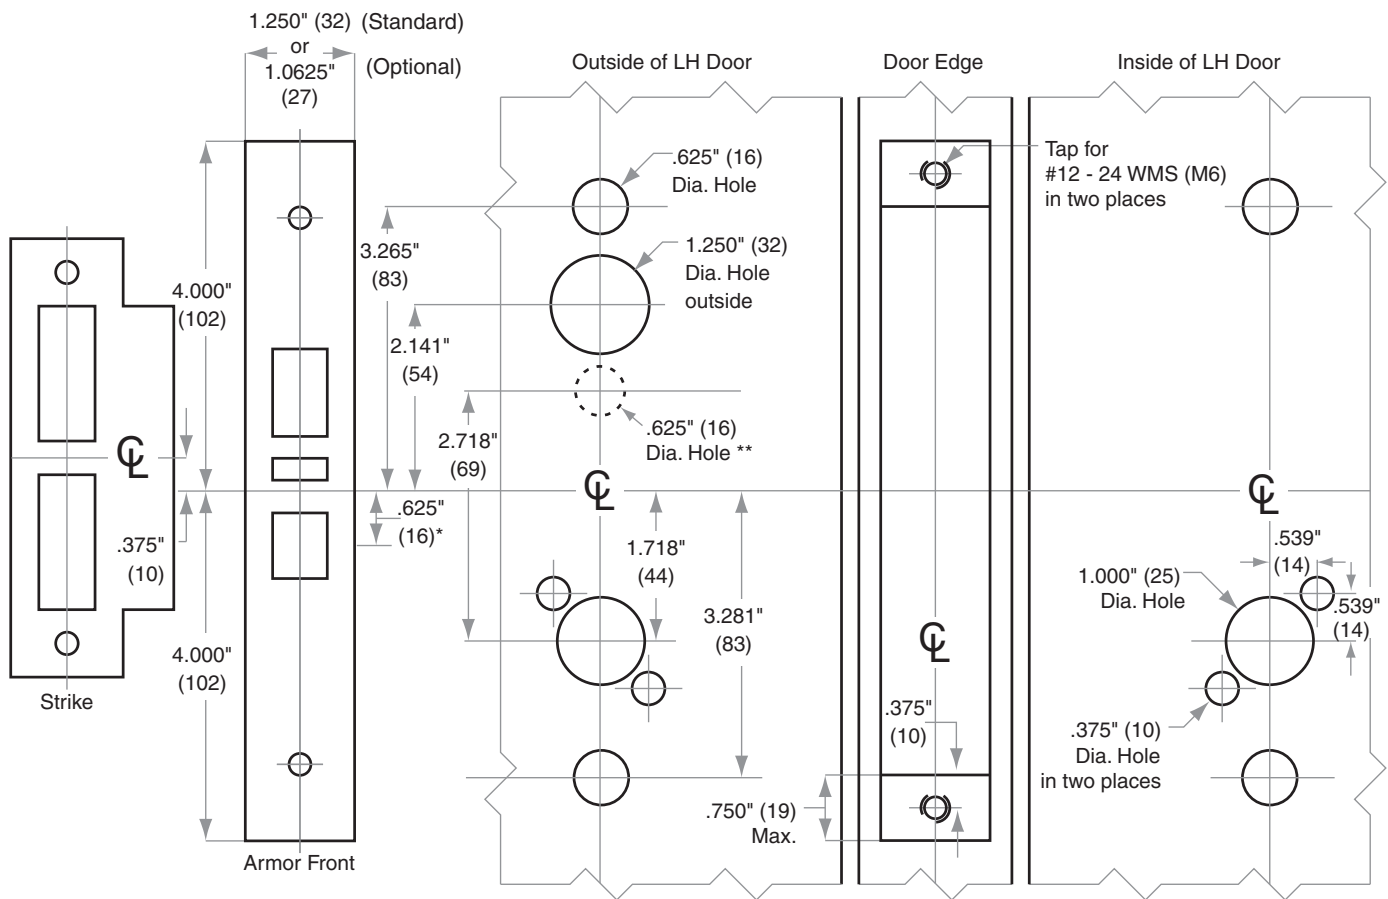 1.250" (32) (Standard)
or
1.0625" (Optional)
(27)
Outside of LH Door
Door Edge
Inside of LH Door
.625" (16)
Dia. Hole
Tap for
#12 - 24 WMS (M6)
in two places
3.265"
(83)
1.250" (32)
Dia. Hole
outside
4.000"
(102)
2.141"
(54)
2.718"
(69)
.625" (16)
Dia. Hole **
℄
℄
℄
.625"
(16)*
.375"
(10)
1.718"
(44)
.539"
(14)
1.000" (25)
Dia. Hole
.539"
(14)
3.281"
(83)
℄
4.000"
(102)
Strike
.375"
(10)
.375" (10)
Dia. Hole
in two places
.750" (19)
Max.
Armor Front